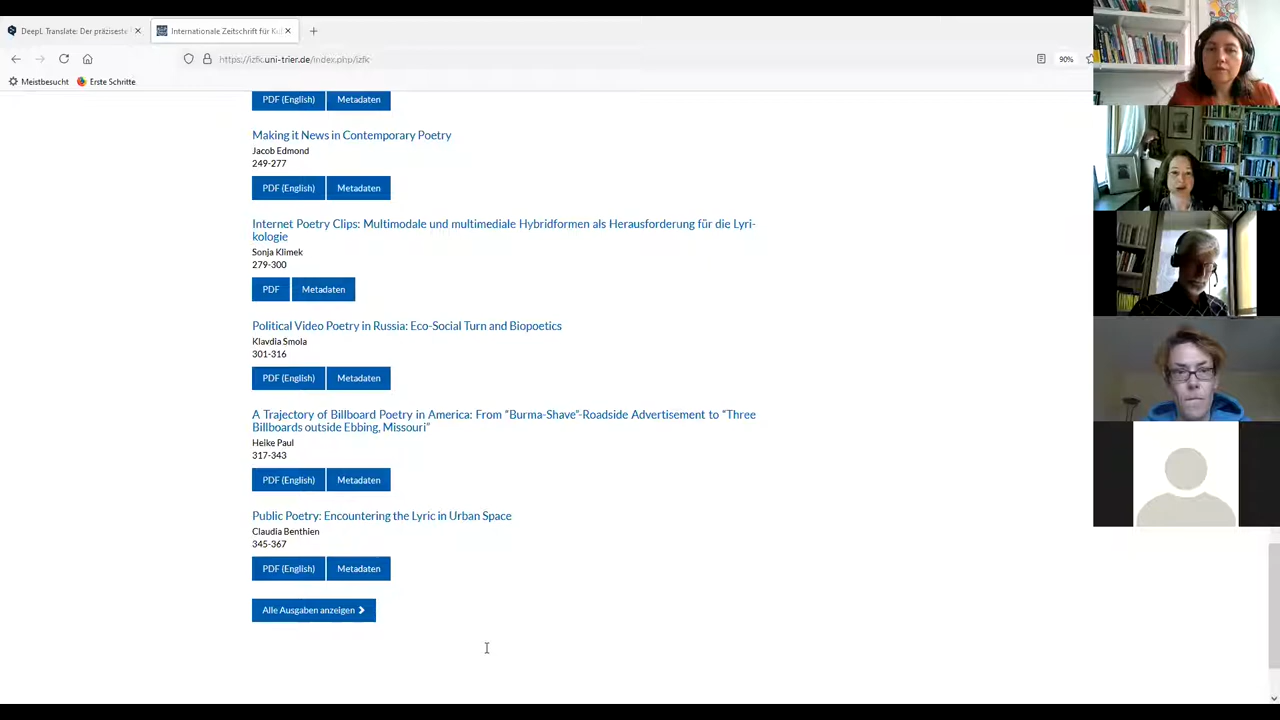 DeepL Translate: Der präziseste
Internationale Zeitschrift für Ku
https://izfk.uni-trier.de/index.php/izfk
90%
Meistbesucht
Erste Schritte
PDF (English)
Metadaten
Making it News in Contemporary Poetry
Jacob Edmond
249-277
PDF (English)
Metadaten
Internet Poetry Clips: Multimodale und multimediale Hybridformen als Herausforderung für die Lyri-
kologie
Sonja Klimek
279-300
PDF
Metadaten
Political Video Poetry in Russia: Eco-Social Turn and Biopoetics
Klavdia Smola
301-316
PDF (English)
Metadaten
A Trajectory of Billboard Poetry in America: From "Burma-Shave"-Roadside Advertisement to "Three
Billboards outside Ebbing, Missouri"
Heike Paul
317-343
PDF (English)
Metadaten
Public Poetry: Encountering the Lyric in Urban Space
Claudia Benthien
345-367
PDF (English)
Metadaten
Alle Ausgaben anzeigen